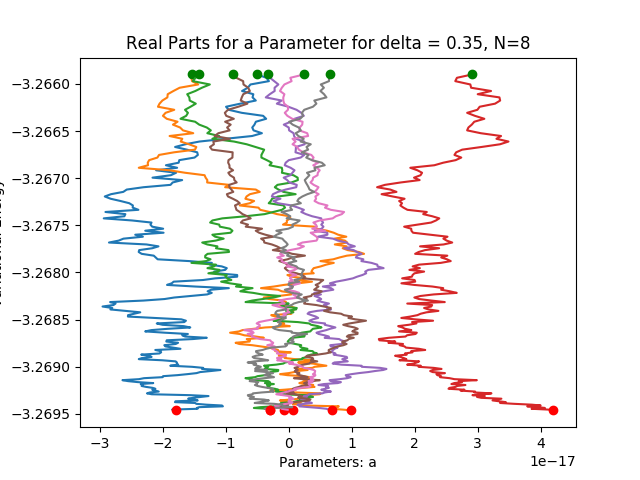 Real Parts for a Parameter for delta = 0.35, N=8
−3.2660
−3.2665
−3.2670
−3.2675
−3.2680
−3.2685
−3.2690
−3.2695
−3 −2 −1 0 1 2 3 4
1e−17
Parameters: a